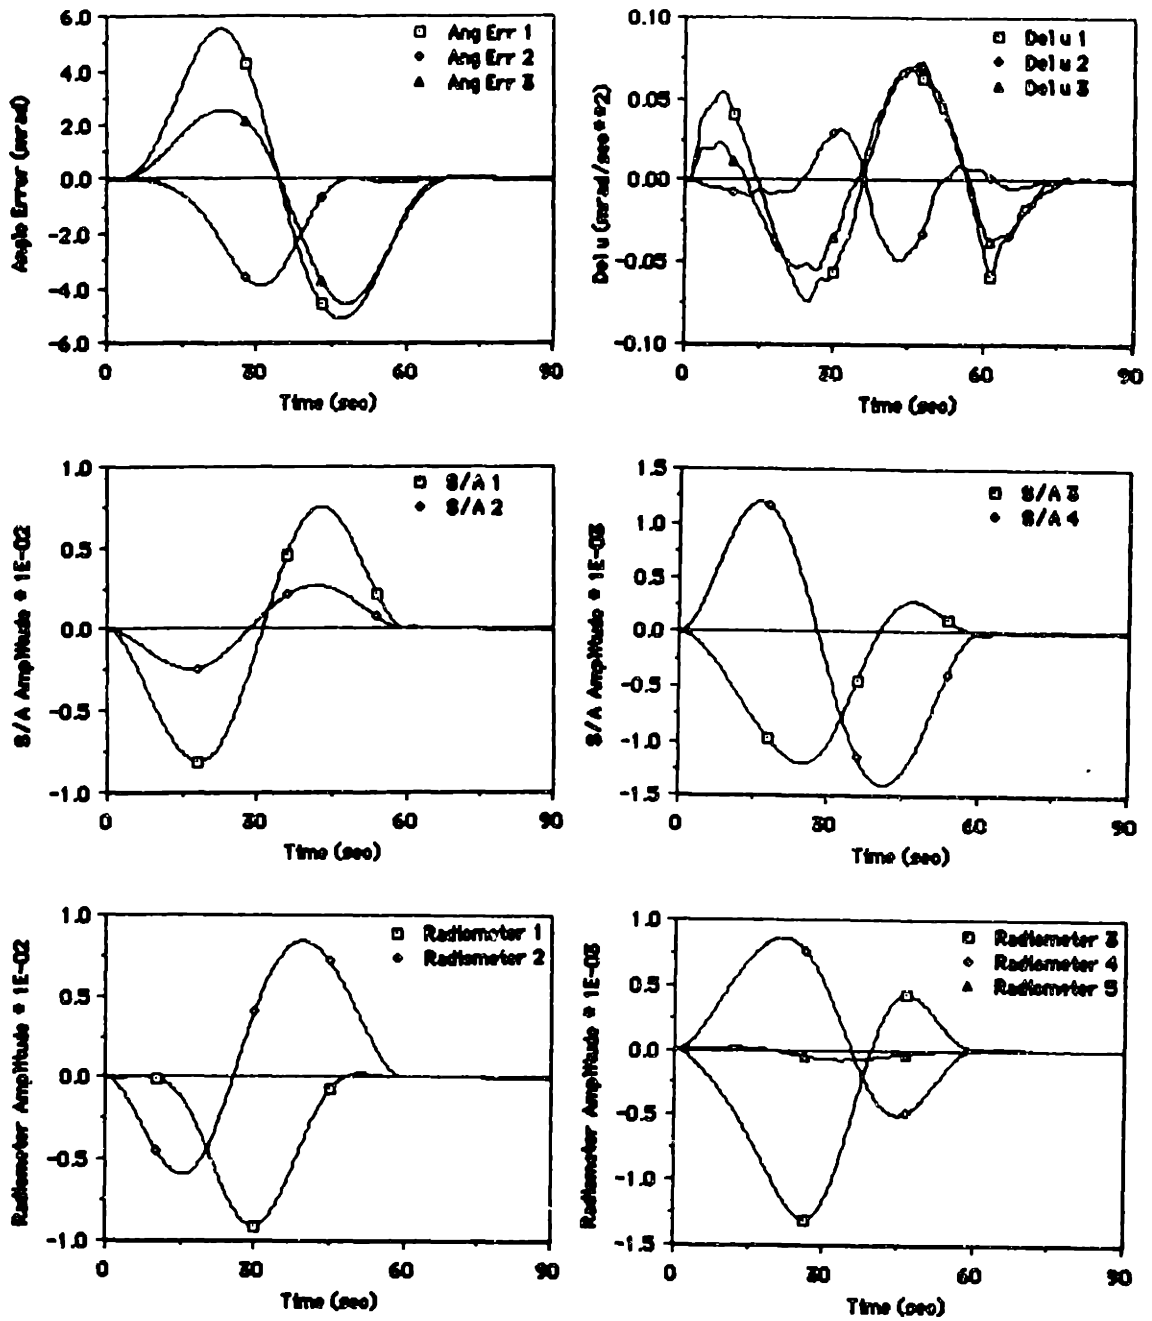 6.0
4.0
2.0
0.0
-2.0
-4.0
-6.0
Angle Error (mrad)
Ang Err 1
Ang Err 2
Ang Err 3
0
30
60
90
Time (sec)
0.10
0.05
0.00
-0.05
-0.10
Del u (mrad/sec**2)
Del u 1
Del u 2
Del u 3
0
30
60
90
Time (sec)
1.0
0.5
0.0
-0.5
-1.0
S/A Amplitude * 1E-02
S/A 1
S/A 2
0
30
60
90
Time (sec)
1.5
1.0
0.5
0.0
-0.5
-1.0
-1.5
S/A Amplitude * 1E-03
S/A 3
S/A 4
0
30
60
90
Time (sec)
1.0
0.5
0.0
-0.5
-1.0
Radiometer Amplitude * 1E-02
Radiometer 1
Radiometer 2
0
30
60
90
Time (sec)
1.0
0.5
0.0
-0.5
-1.0
-1.5
Radiometer Amplitude * 1E-03
Radiometer 3
Radiometer 4
Radiometer 5
0
30
60
90
Time (sec)